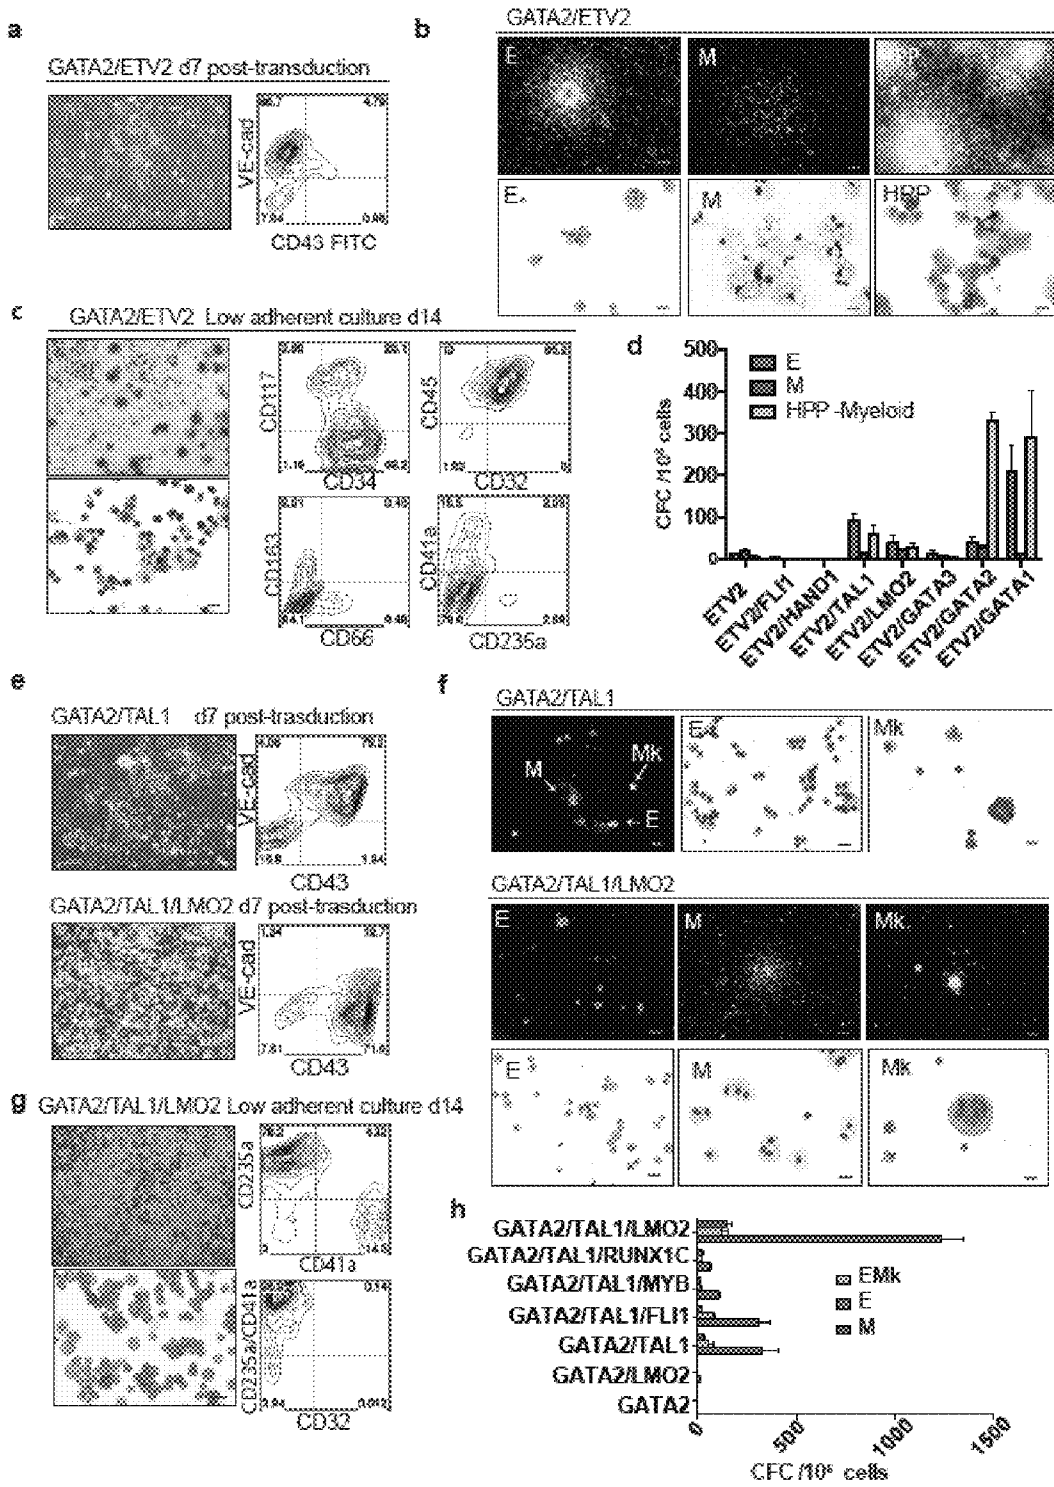 a
GATA2/ETV2 d7 post-transduction
VE-cad
4.79
7.64
CD43 FITC
b
GATA2/ETV2
E
M
E
M
HPP
c
GATA2/ETV2 Low adherent culture d14
CD117
CD34
CD45
CD32
CD163
CD66
CD41a
CD235a
d
500
400
300
200
100
0
E
M
HPP -Myeloid
CFC /10⁵ cells
ETV2
ETV2/FLI1
ETV2/HAND1
ETV2/TAL1
ETV2/LMO2
ETV2/GATA3
ETV2/GATA2
ETV2/GATA1
e
GATA2/TAL1 d7 post-trasduction
VE-cad
CD43
GATA2/TAL1/LMO2 d7 post-trasduction
VE-cad
CD43
f
GATA2/TAL1
M
Mk
E
E
Mk
GATA2/TAL1/LMO2
E
M
Mk
E
M
Mk
g GATA2/TAL1/LMO2 Low adherent culture d14
CD235a
CD41a
CD235a/CD41a
CD32
h
GATA2/TAL1/LMO2
GATA2/TAL1/RUNX1C
GATA2/TAL1/MYB
GATA2/TAL1/FLI1
GATA2/TAL1
GATA2/LMO2
GATA2
EMk
E
M
0
500
1000
1500
CFC /10⁵ cells